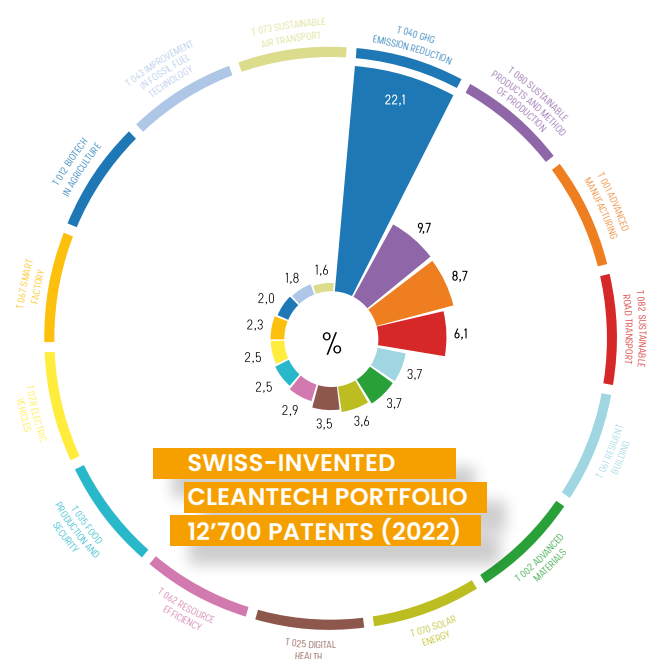 T 040 GHG
EMISSION REDUCTION
T 080 SUSTAINABLE
PRODUCTS AND METHOD
OF PRODUCTION
T 001 ADVANCED
MANUFACTURING
T 082 SUSTAINABLE
ROAD TRANSPORT
T 061 RESILIENT
BUILDING
T 002 ADVANCED
MATERIALS
T 070 SOLAR
ENERGY
T 025 DIGITAL
HEALTH
T 062 RESOURCE
EFFICIENCY
T 035 FOOD
PRODUCTION AND
SECURITY
ELECTRIC
VEHICLES
T 067 SMART
FACTORY
T 012 BIOTECH
IN AGRICULTURE
T 043 IMPROVEMENT
IN FOSSIL FUEL
TECHNOLOGY
T 073 SUSTAINABLE
AIR TRANSPORT
22,1
9,7
8,7
6,1
3,7
3,7
3,6
3,5
2,9
2,5
2,5
2,3
2,0
1,8
1,6
%
SWISS-INVENTED
CLEANTECH PORTFOLIO
12’700 PATENTS (2022)